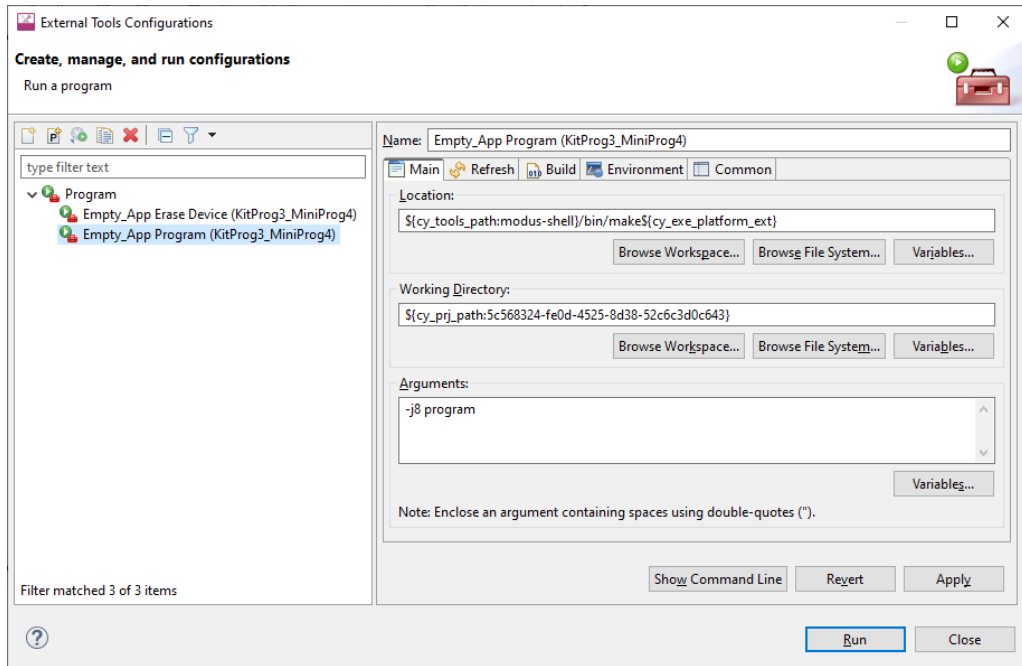 External Tools Configurations
Create, manage, and run configurations
Run a program
type filter text
Program
Empty_App Erase Device (KitProg3_MiniProg4)
Empty_App Program (KitProg3_MiniProg4)
Filter matched 3 of 3 items
Name: Empty_App Program (KitProg3_MiniProg4)
Main Refresh Build Environment Common
Location:
${cy_tools_path:modus-shell}/bin/make${cy_exe_platform_ext}
Browse Workspace... Browse File System... Variables...
Working Directory:
${cy_prj_path:5c568324-fe0d-4525-8d38-52c6c3d0c643}
Browse Workspace... Browse File System... Variables...
Arguments:
-j8 program
Variables...
Note: Enclose an argument containing spaces using double-quotes (").
Show Command Line Revert Apply
Run Close